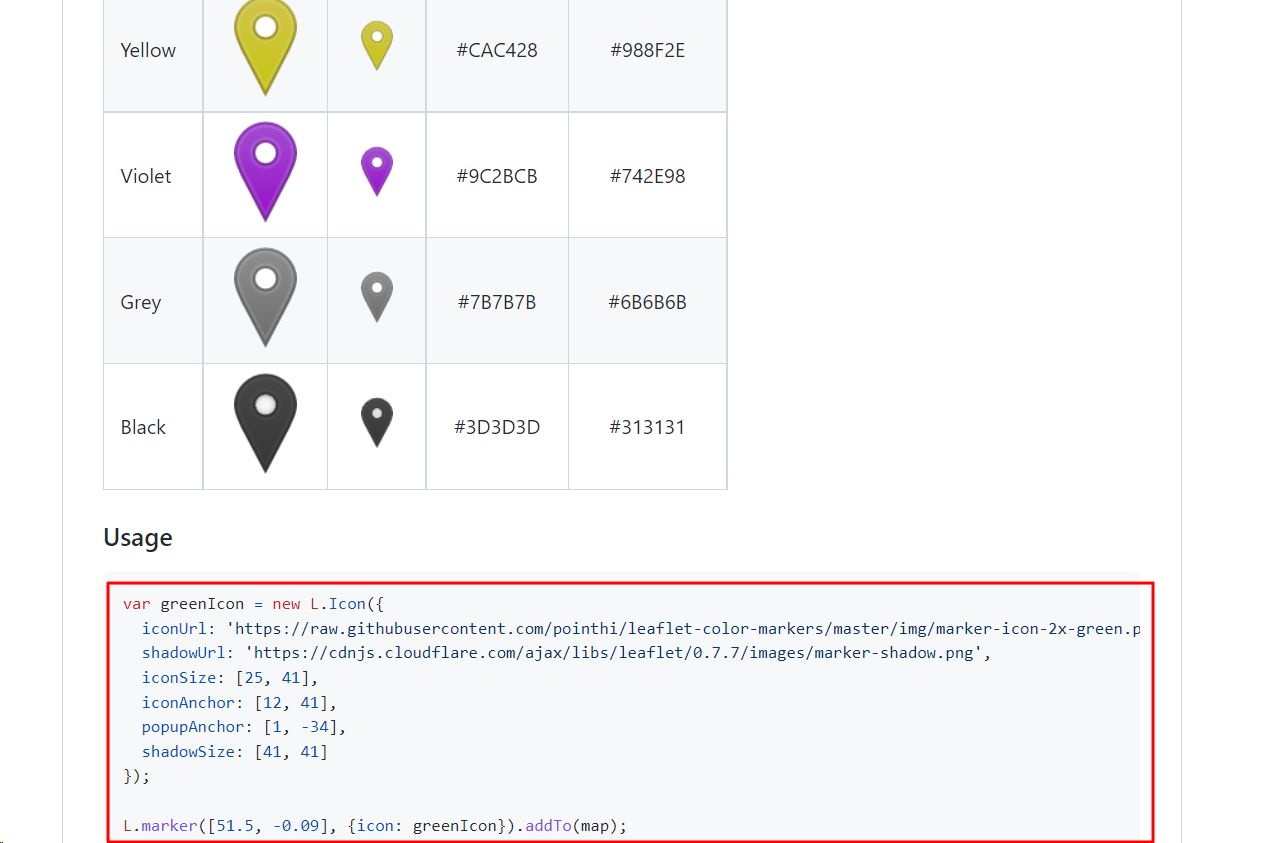 Yellow #CAC428 #988F2E
Violet #9C2BCB #742E98
Grey #7B7B7B #6B6B6B
Black #3D3D3D #313131
Usage
var greenIcon = new L.Icon({
  iconUrl: 'https://raw.githubusercontent.com/pointhi/leaflet-color-markers/master/img/marker-icon-2x-green.p
  shadowUrl: 'https://cdnjs.cloudflare.com/ajax/libs/leaflet/0.7.7/images/marker-shadow.png',
  iconSize: [25, 41],
  iconAnchor: [12, 41],
  popupAnchor: [1, -34],
  shadowSize: [41, 41]
});
L.marker([51.5, -0.09], {icon: greenIcon}).addTo(map);